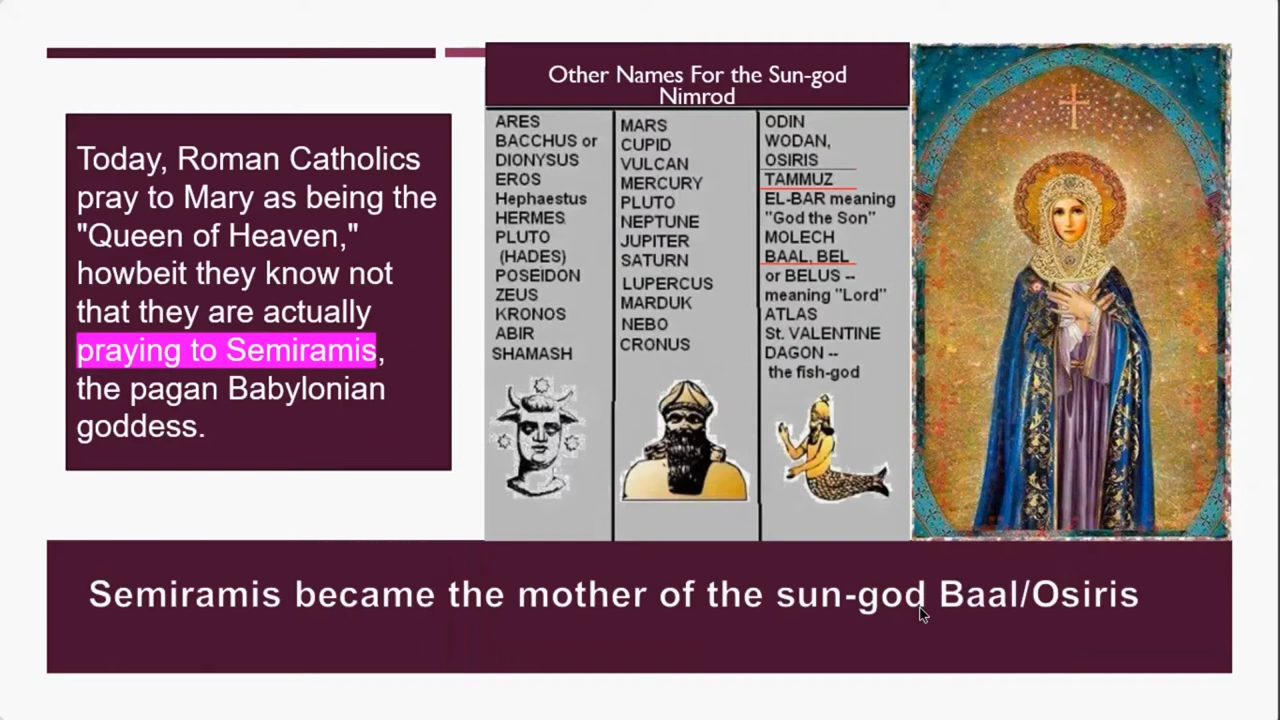 Today, Roman Catholics
pray to Mary as being the
"Queen of Heaven,"
howbeit they know not
that they are actually
praying to Semiramis,
the pagan Babylonian
goddess.
Other Names For the Sun-god
Nimrod
ARES
BACCHUS or
DIONYSUS
EROS
Hephaestus
HERMES
PLUTO
(HADES)
POSEIDON
ZEUS
KRONOS
ABIR
SHAMASH
MARS
CUPID
VULCAN
MERCURY
PLUTO
NEPTUNE
JUPITER
SATURN
LUPERCUS
MARDUK
NEBO
CRONUS
ODIN
WODAN,
OSIRIS
TAMMUZ
EL-BAR meaning
"God the Son"
MOLECH
BAAL, BEL
or BELUS --
meaning "Lord"
ATLAS
St. VALENTINE
DAGON --
the fish-god
Semiramis became the mother of the sun-god Baal/Osiris